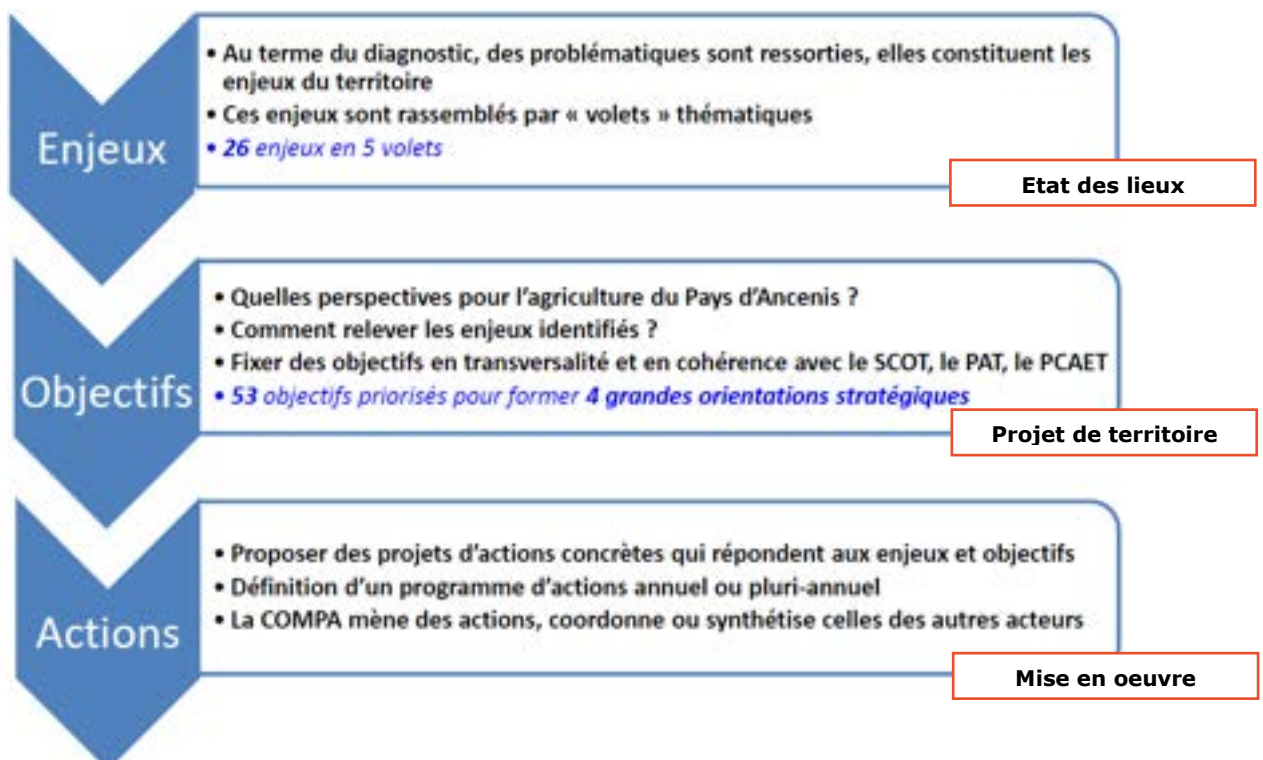 Enjeux
• Au terme du diagnostic, des problématiques sont ressorties, elles constituent les
enjeux du territoire
• Ces enjeux sont rassemblés par « volets » thématiques
• 26 enjeux en 5 volets
Etat des lieux
Objectifs
• Quelles perspectives pour l'agriculture du Pays d'Ancenis ?
• Comment relever les enjeux identifiés ?
• Fixer des objectifs en transversalité et en cohérence avec le SCOT, le PAT, le PCAET
• 53 objectifs priorisés pour former 4 grandes orientations stratégiques
Projet de territoire
Actions
• Proposer des projets d'actions concrètes qui répondent aux enjeux et objectifs
• Définition d'un programme d'actions annuel ou pluri-annuel
• La COMPA mène des actions, coordonne ou synthétise celles des autres acteurs
Mise en oeuvre